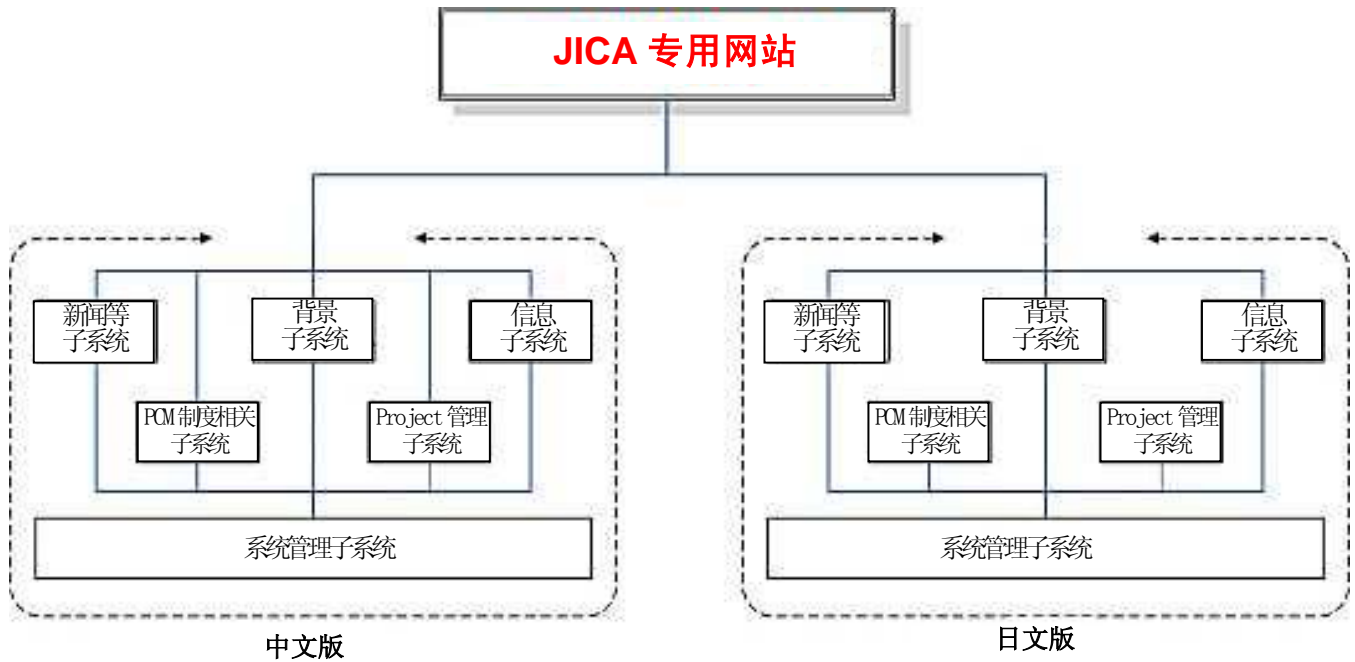 JICA 专用网站
新闻等
子系统
背景
子系统
信息
子系统
PCM 制度相关
子系统
Project 管理
子系统
系统管理子系统
中文版
新闻等
子系统
背景
子系统
信息
子系统
PCM 制度相关
子系统
Project 管理
子系统
系统管理子系统
日文版